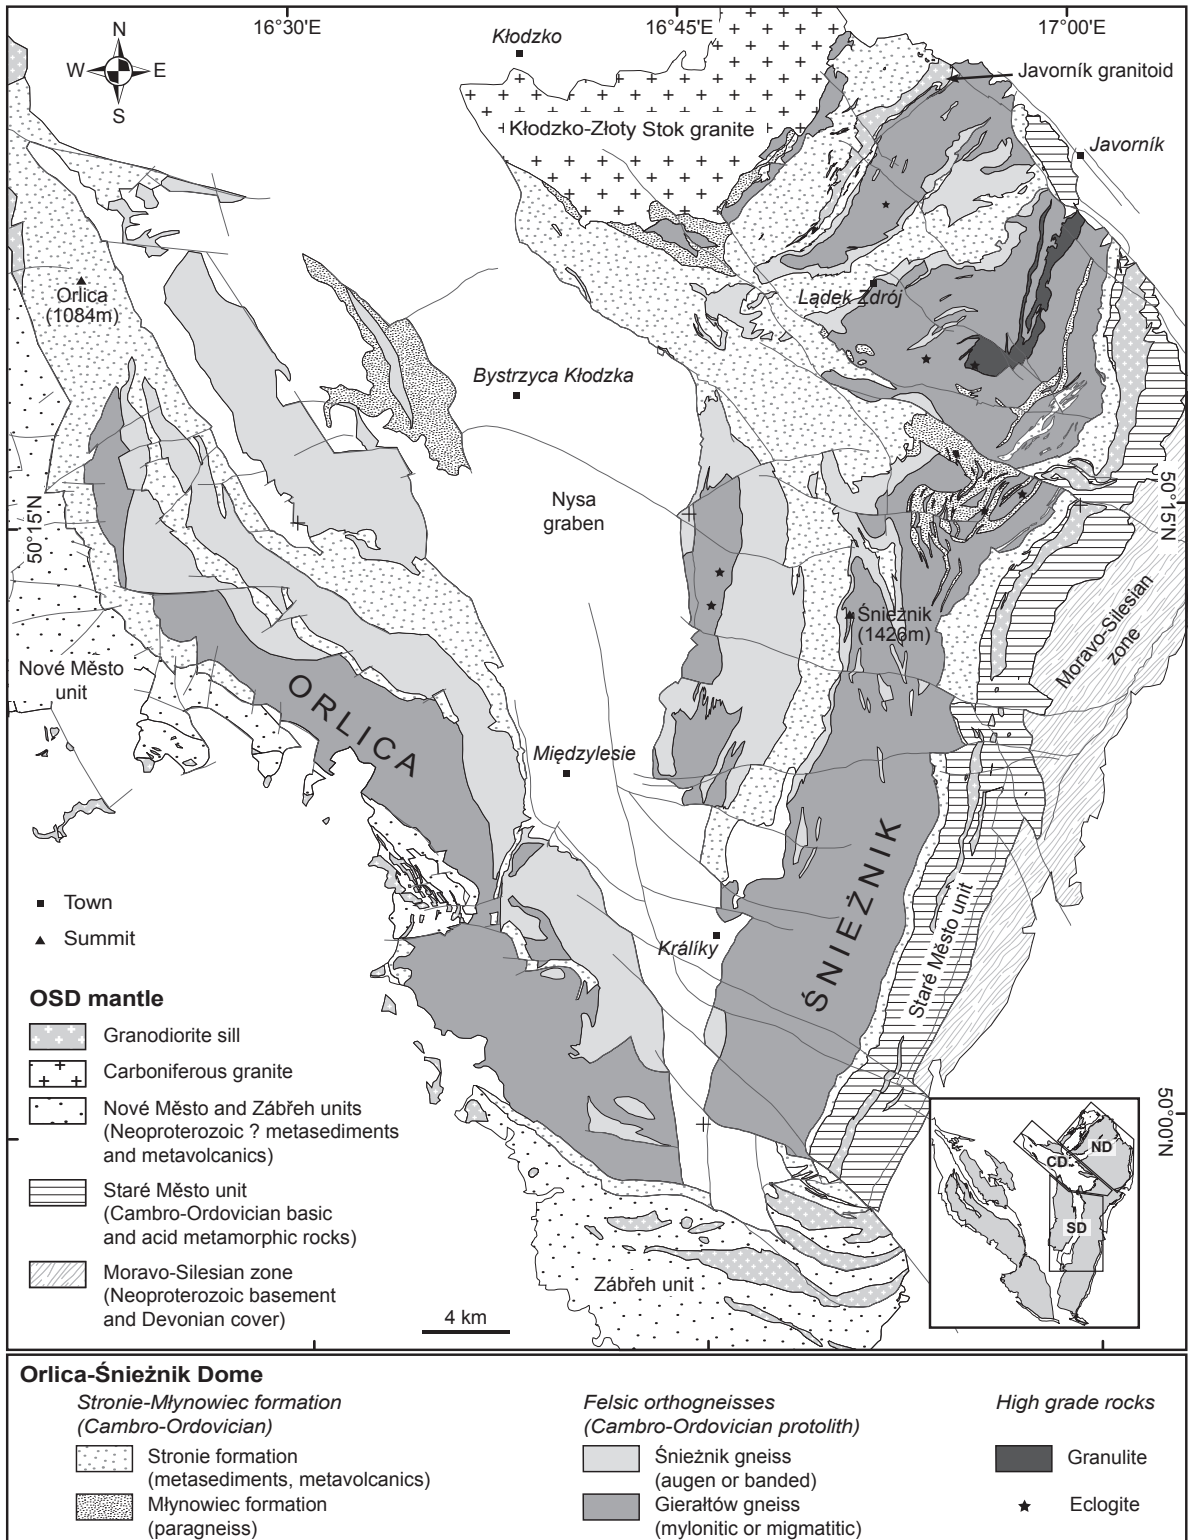 16°30'E
16°45'E
17°00'E
N
W
E
S
Kłodzko
Javorník granitoid
Kłodzko-Złoty Stok granite
Javorník
Orlica
(1084m)
Lądek Zdrój
Bystrzyca Kłodzka
50°15'N
50°15'N
Nysa
graben
Śnieżnik
(1426m)
Moravo-Silesian
zone
Nové Město
unit
ORLICA
Międzylesie
ŚNIEŻNIK
Staré Město unit
Králíky
Town
Summit
OSD mantle
Granodiorite sill
Carboniferous granite
Nové Město and Zábřeh units
(Neoproterozoic ? metasediments
and metavolcanics)
Staré Město unit
(Cambro-Ordovician basic
and acid metamorphic rocks)
Moravo-Silesian zone
(Neoproterozoic basement
and Devonian cover)
50°00'N
ND
CD
SD
Zábřeh unit
4 km
Orlica-Śnieżnik Dome
Stronie-Młynowiec formation
(Cambro-Ordovician)
Stronie formation
(metasediments, metavolcanics)
Młynowiec formation
(paragneiss)
Felsic orthogneisses
(Cambro-Ordovician protolith)
Śnieżnik gneiss
(augen or banded)
Gierałtów gneiss
(mylonitic or migmatitic)
High grade rocks
Granulite
Eclogite